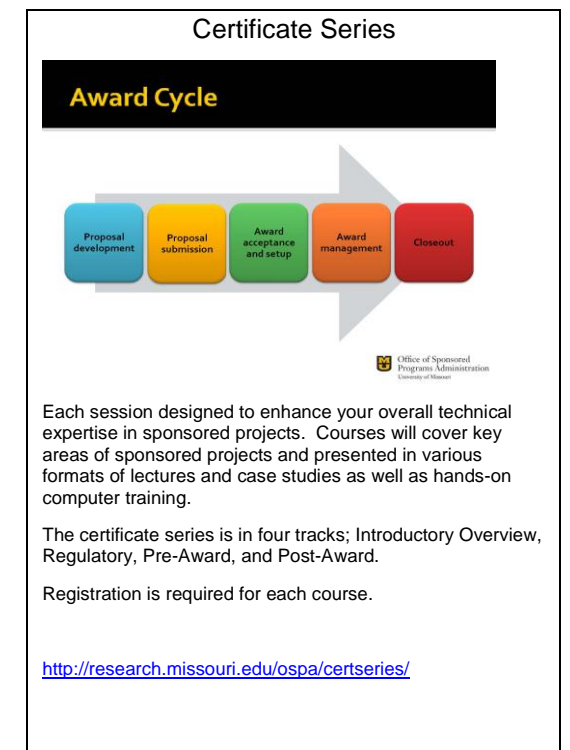 Certificate Series
Award Cycle
Proposal
development
Proposal
submission
Award
acceptance
and setup
Award
management
Closeout
Office of Sponsored
Programs Administration
University of Missouri
Each session designed to enhance your overall technical
expertise in sponsored projects.  Courses will cover key
areas of sponsored projects and presented in various
formats of lectures and case studies as well as hands-on
computer training.
The certificate series is in four tracks; Introductory Overview,
Regulatory, Pre-Award, and Post-Award.
Registration is required for each course.
http://research.missouri.edu/ospa/certseries/